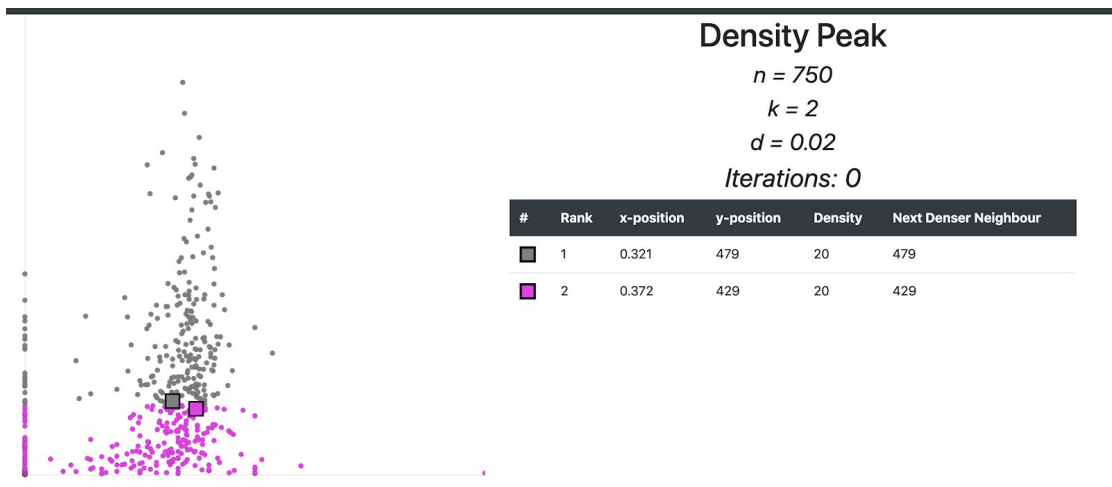 Density Peak
n = 750
k = 2
d = 0.02
Iterations: 0
# Rank x-position y-position Density Next Denser Neighbour
1 0.321 479 20 479
2 0.372 429 20 429